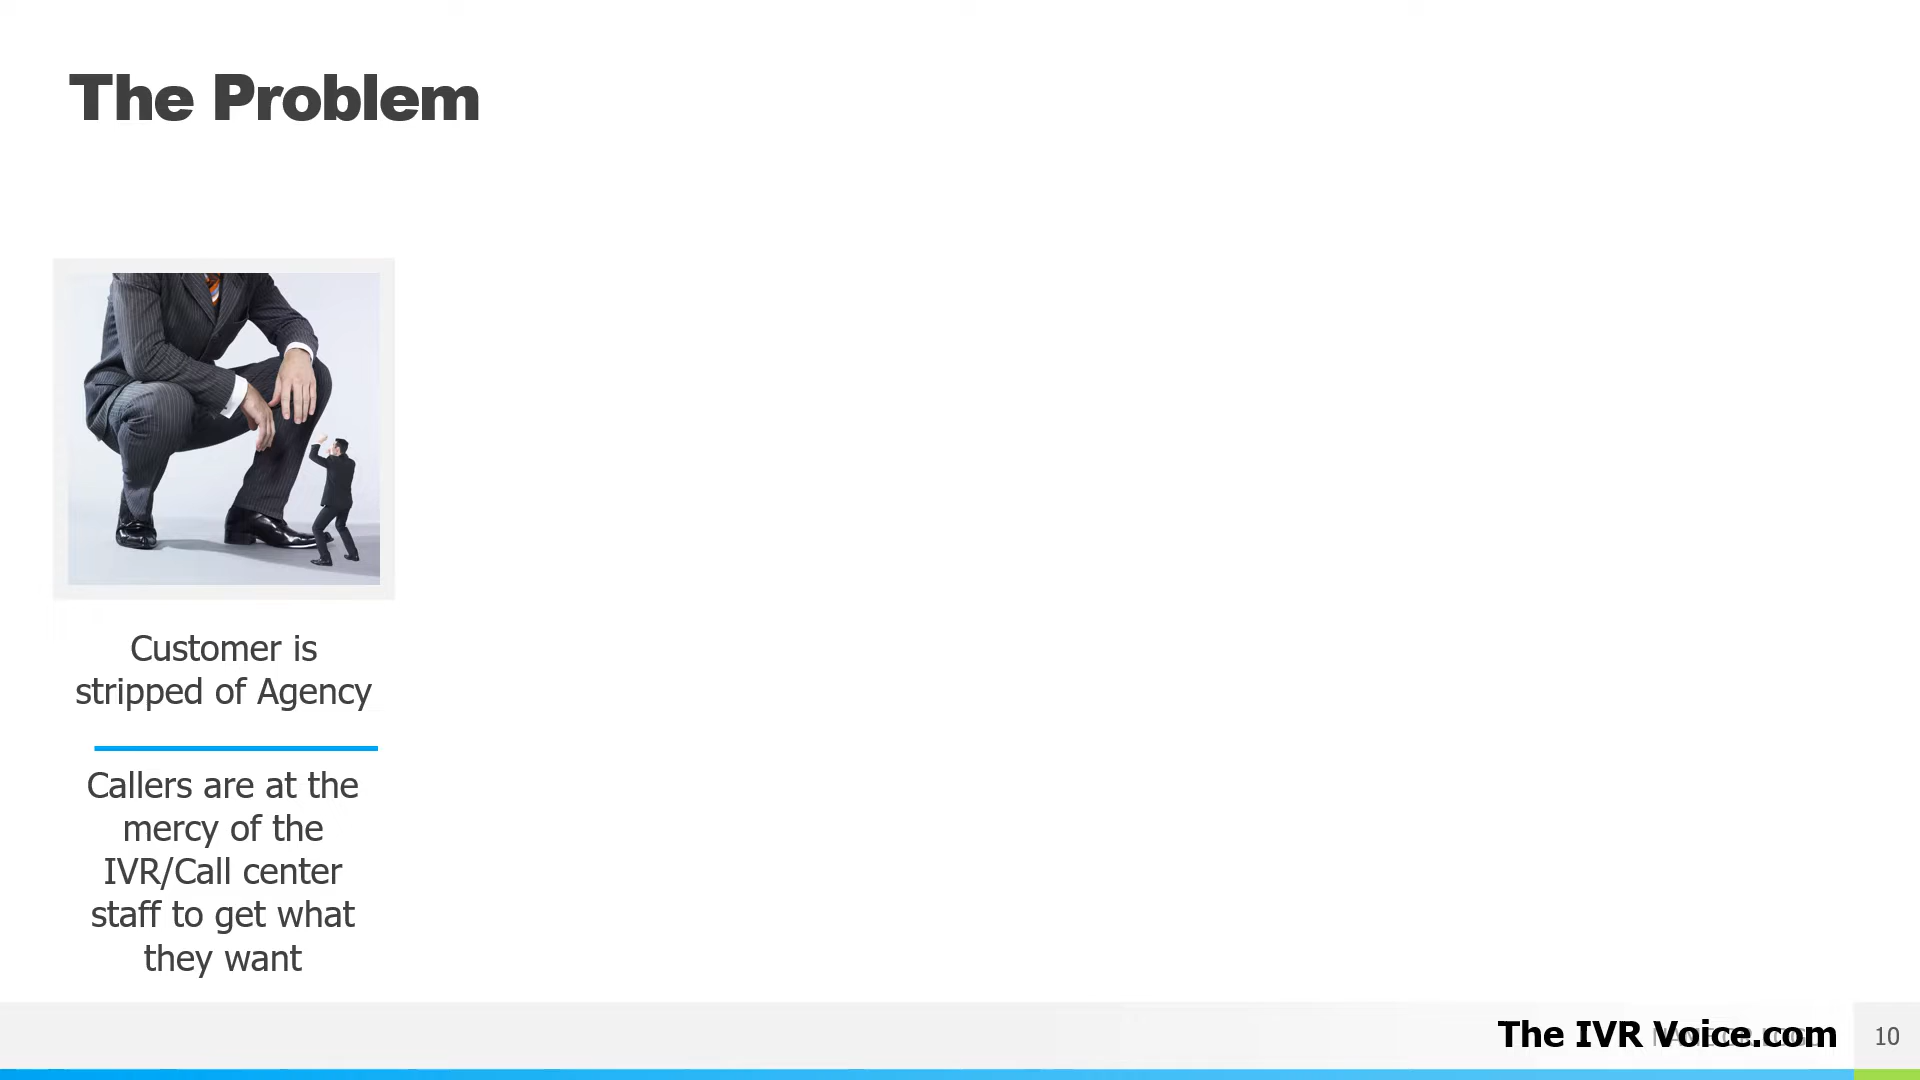 The Problem
Customer is
stripped of Agency
Callers are at the
mercy of the
IVR/Call center
staff to get what
they want
The IVR Voice.com
10